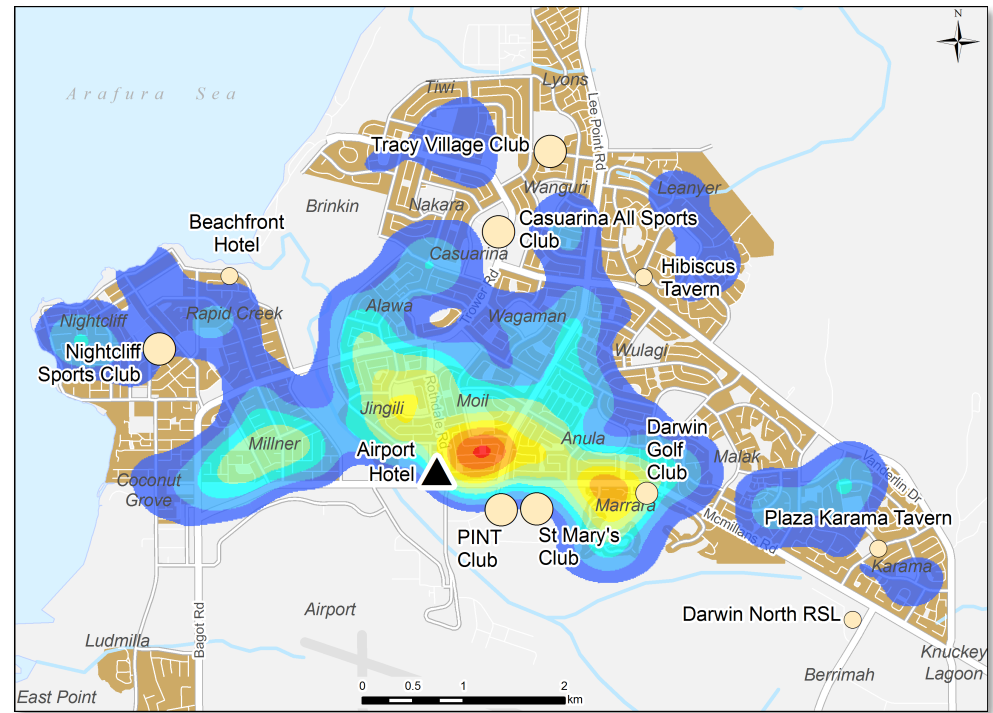 N
Arafura Sea
Tiwi
Lyons
Lee Point Rd
Tracy Village Club
Wanguri
Leanyer
Brinkin
Nakara
Beachfront
Hotel
Casuarina All Sports
Club
Casuarina
Hibiscus
Tavern
Trower Rd
Alawa
Rapid Creek
Nightcliff
Wagaman
Nightcliff
Sports Club
Wulagi
Rothdale Rd
Jingili
Moil
Millner
Anula
Darwin
Golf
Club
Airport
Hotel
Malak
Vanderlin Dr
Coconut
Grove
Marrara
Mcmillans Rd
Plaza Karama Tavern
PINT
Club
St Mary's
Club
Karama
Airport
Bagot Rd
Darwin North RSL
Ludmilla
Knuckey
Lagoon
Berrimah
East Point
0 0.5 1 2
km